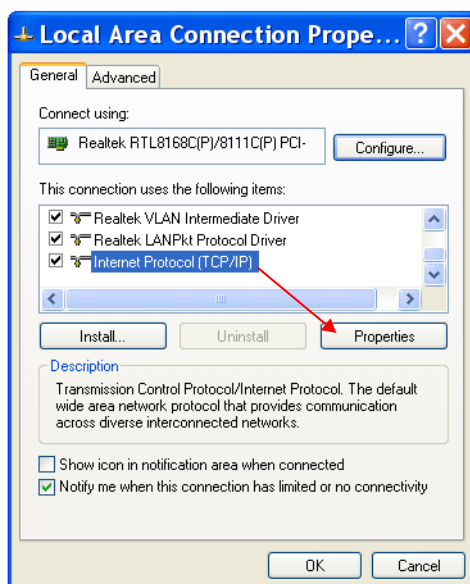 Local Area Connection Prope...
General
Advanced
Connect using:
Realtek RTL8168C(P)/8111C(P) PCI-
Configure...
This connection uses the following items:
Realtek VLAN Intermediate Driver
Realtek LANPkt Protocol Driver
Internet Protocol (TCP/IP)
Install...
Uninstall
Properties
Description
Transmission Control Protocol/Internet Protocol. The default
wide area network protocol that provides communication
across diverse interconnected networks.
Show icon in notification area when connected
Notify me when this connection has limited or no connectivity
OK
Cancel